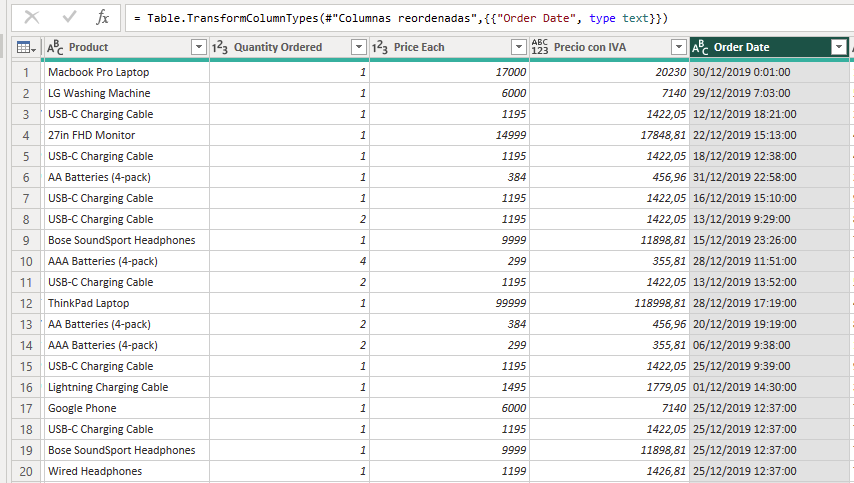 fx = Table.TransformColumnTypes(#"Columnas reordenadas",{{"Order Date", type text}})
ABC Product 123 Quantity Ordered 123 Price Each ABC 123 Precio con IVA ABC Order Date
1 Macbook Pro Laptop 1 17000 20230 30/12/2019 0:01:00
2 LG Washing Machine 1 6000 7140 29/12/2019 7:03:00
3 USB-C Charging Cable 1 1195 1422,05 12/12/2019 18:21:00
4 27in FHD Monitor 1 14999 17848,81 22/12/2019 15:13:00
5 USB-C Charging Cable 1 1195 1422,05 18/12/2019 12:38:00
6 AA Batteries (4-pack) 1 384 456,96 31/12/2019 22:58:00
7 USB-C Charging Cable 1 1195 1422,05 16/12/2019 15:10:00
8 USB-C Charging Cable 2 1195 1422,05 13/12/2019 9:29:00
9 Bose SoundSport Headphones 1 9999 11898,81 15/12/2019 23:26:00
10 AAA Batteries (4-pack) 4 299 355,81 28/12/2019 11:51:00
11 USB-C Charging Cable 2 1195 1422,05 13/12/2019 13:52:00
12 ThinkPad Laptop 1 99999 118998,81 28/12/2019 17:19:00
13 AA Batteries (4-pack) 2 384 456,96 20/12/2019 19:19:00
14 AAA Batteries (4-pack) 2 299 355,81 06/12/2019 9:38:00
15 USB-C Charging Cable 1 1195 1422,05 25/12/2019 9:39:00
16 Lightning Charging Cable 1 1495 1779,05 01/12/2019 14:30:00
17 Google Phone 1 6000 7140 25/12/2019 12:37:00
18 USB-C Charging Cable 1 1195 1422,05 25/12/2019 12:37:00
19 Bose SoundSport Headphones 1 9999 11898,81 25/12/2019 12:37:00
20 Wired Headphones 1 1199 1426,81 25/12/2019 12:37:00